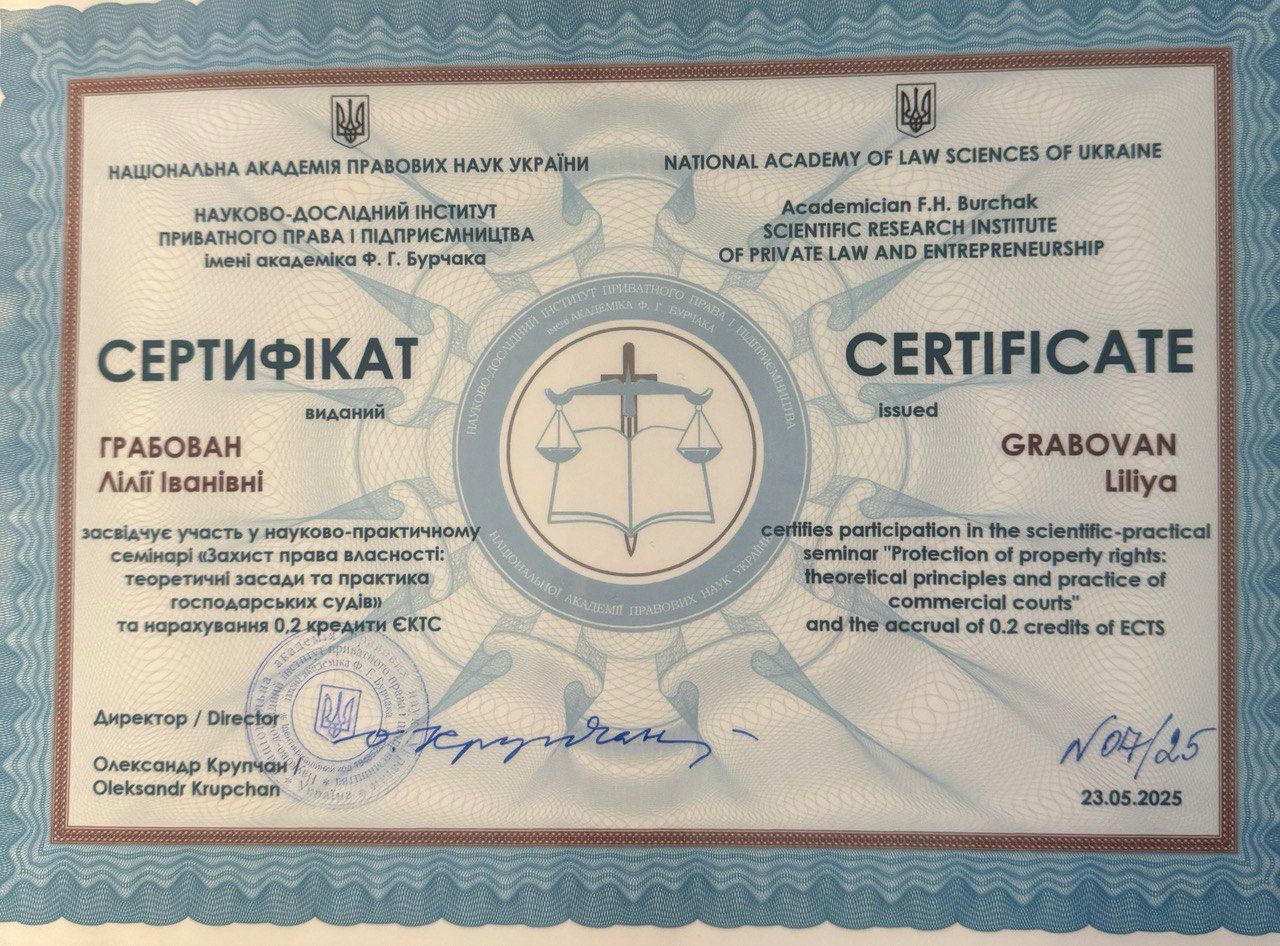 НАЦІОНАЛЬНА АКАДЕМІЯ ПРАВОВИХ НАУК УКРАЇНИ
НАУКОВО-ДОСЛІДНИЙ ІНСТИТУТ
ПРИВАТНОГО ПРАВА І ПІДПРИЄМНИЦТВА
імені академіка Ф. Г. Бурчака
СЕРТИФІКАТ
виданий
ГРАБОВАН
Лілії Іванівні
засвідчує участь у науково-практичному
семінарі «Захист права власності:
теоретичні засади та практика
господарських судів»
та нарахування 0,2 кредити ЄКТС
NATIONAL ACADEMY OF LAW SCIENCES OF UKRAINE
Academician F.H. Burchak
SCIENTIFIC RESEARCH INSTITUTE
OF PRIVATE LAW AND ENTREPRENEURSHIP
CERTIFICATE
issued
GRABOVAN
Liliya
certifies participation in the scientific-practical
seminar "Protection of property rights:
theoretical principles and practice of
commercial courts"
and the accrual of 0.2 credits of ECTS
НАУКОВО-ДОСЛІДНИЙ ІНСТИТУТ ПРИВАТНОГО ПРАВА І ПІДПРИЄМНИЦТВА
імені АКАДЕМІКА Ф. Г. БУРЧАКА
НАЦІОНАЛЬНОЇ АКАДЕМІЇ ПРАВОВИХ НАУК УКРАЇНИ
Директор / Director
Олександр Крупчан /
Oleksandr Krupchan
23.05.2025